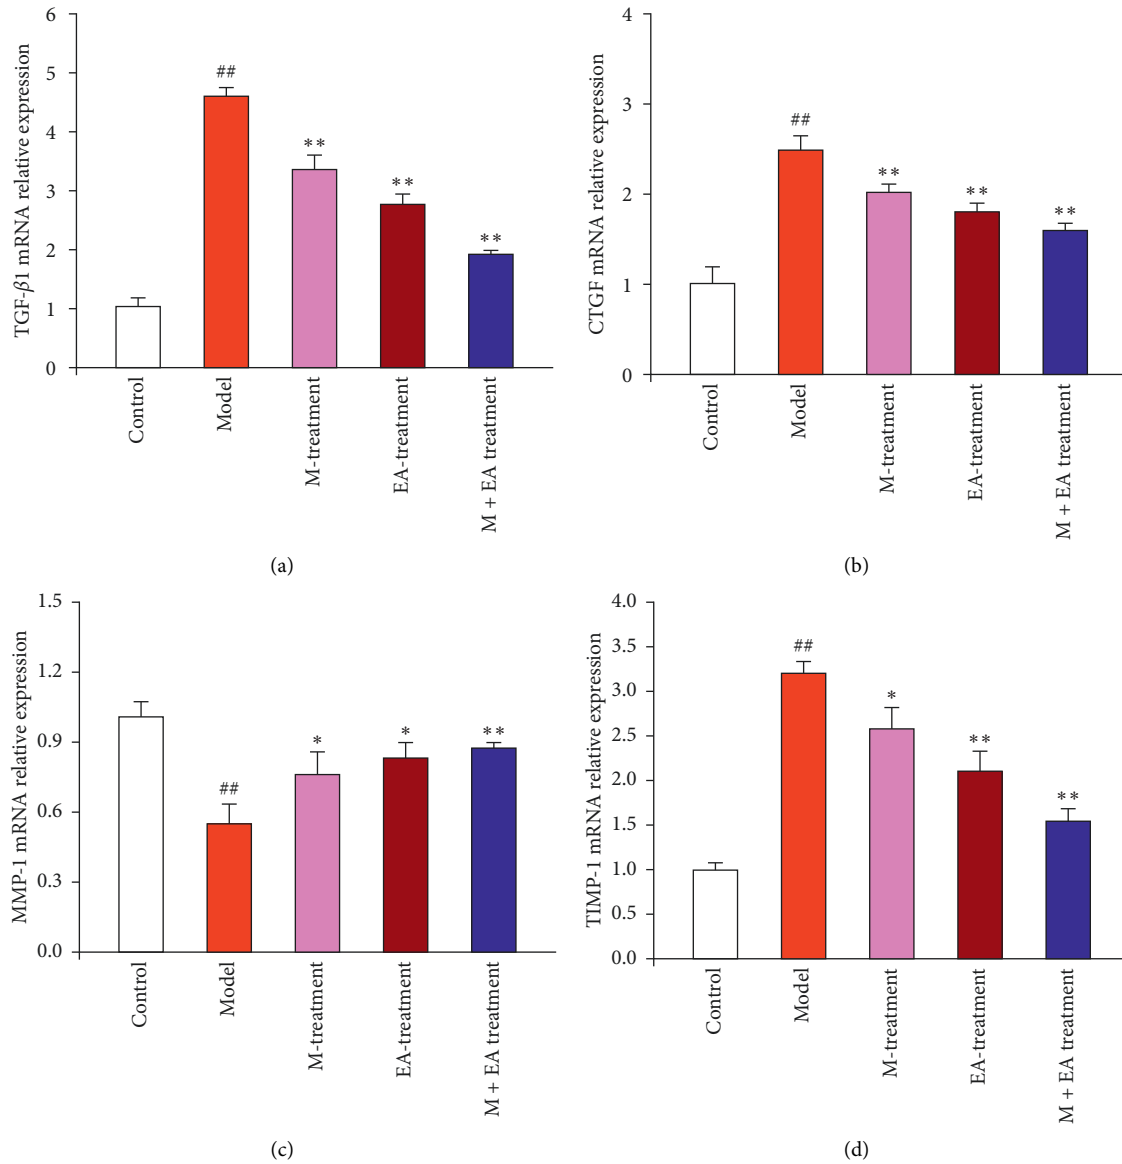 TGF-β1 mRNA relative expression
6
5
4
3
2
1
0
##
**
**
**
Control
Model
M-treatment
EA-treatment
M + EA treatment
(a)
CTGF mRNA relative expression
4
3
2
1
0
##
**
**
**
Control
Model
M-treatment
EA-treatment
M + EA treatment
(b)
MMP-1 mRNA relative expression
1.5
1.2
0.9
0.6
0.3
0.0
##
*
*
**
Control
Model
M-treatment
EA-treatment
M + EA treatment
(c)
TIMP-1 mRNA relative expression
4.0
3.5
3.0
2.5
2.0
1.5
1.0
0.5
0.0
##
*
**
**
Control
Model
M-treatment
EA-treatment
M + EA treatment
(d)